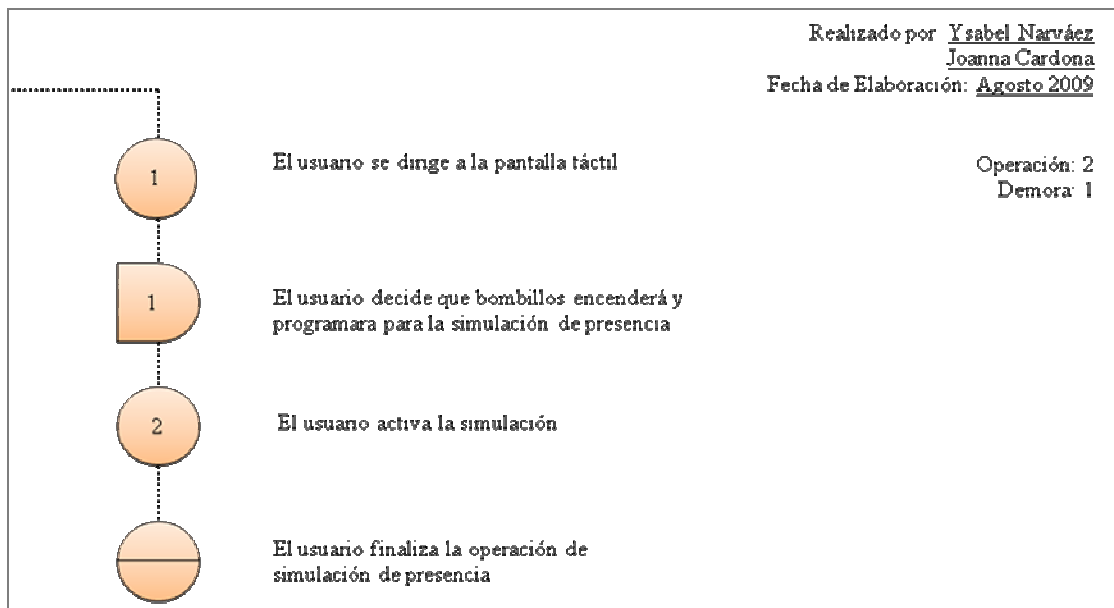 Realizado por Ysabel Narváez
Joanna Cardona
Fecha de Elaboración: Agosto 2009
Operación: 2
Demora: 1
1
El usuario se dirige a la pantalla táctil
1
El usuario decide que bombillos encenderá y
programara para la simulación de presencia
2
El usuario activa la simulación
El usuario finaliza la operación de
simulación de presencia